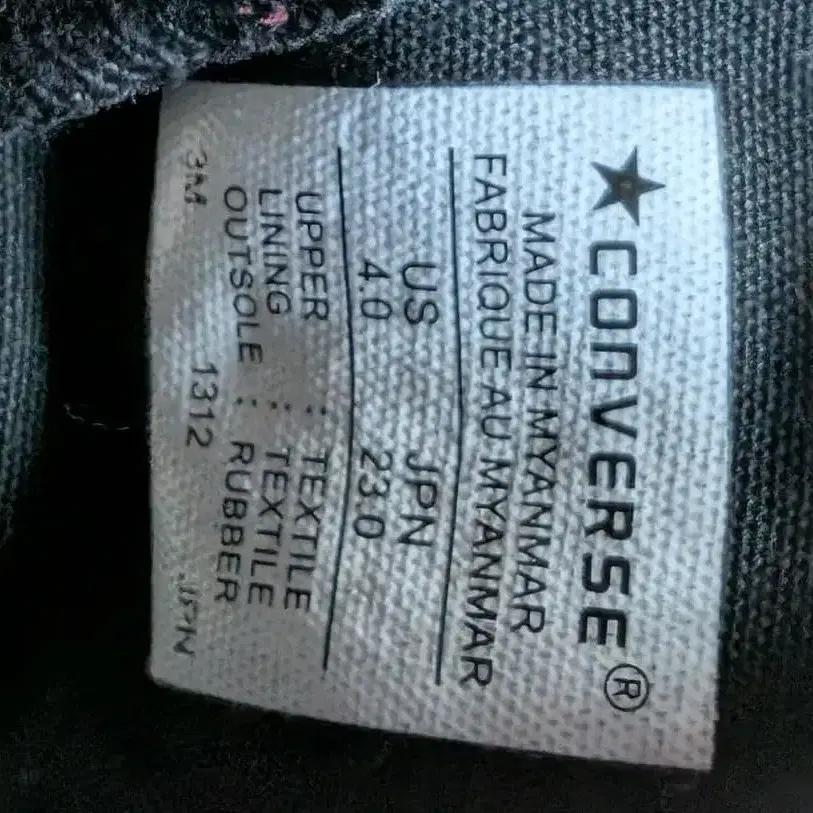 ★CONVERSE®
MADE IN MYANMAR
FABRIQUE AU MYANMAR
US JPN
4.0 23.0
UPPER : TEXTILE
LINING : TEXTILE
OUTSOLE : RUBBER
1312
3M JPN